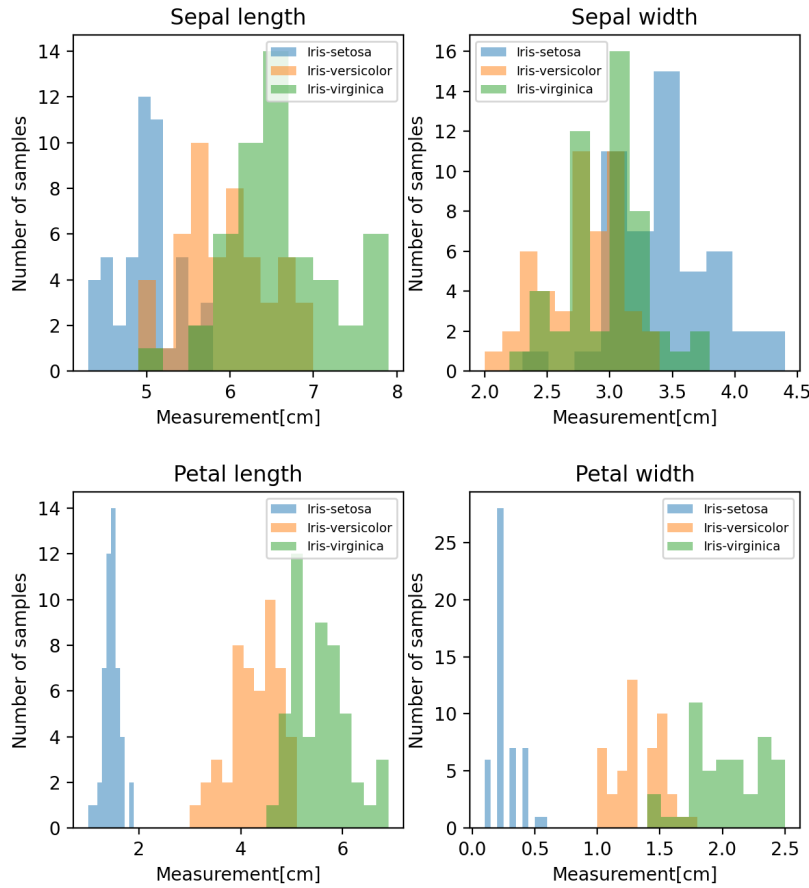 Sepal length
Number of samples
14
12
10
8
6
4
2
0
Iris-setosa
Iris-versicolor
Iris-virginica
5
6
7
8
Measurement[cm]
Sepal width
Number of samples
16
14
12
10
8
6
4
2
0
Iris-setosa
Iris-versicolor
Iris-virginica
2.0
2.5
3.0
3.5
4.0
4.5
Measurement[cm]
Petal length
Number of samples
14
12
10
8
6
4
2
0
Iris-setosa
Iris-versicolor
Iris-virginica
2
4
6
Measurement[cm]
Petal width
Number of samples
25
20
15
10
5
0
Iris-setosa
Iris-versicolor
Iris-virginica
0.0
0.5
1.0
1.5
2.0
2.5
Measurement[cm]